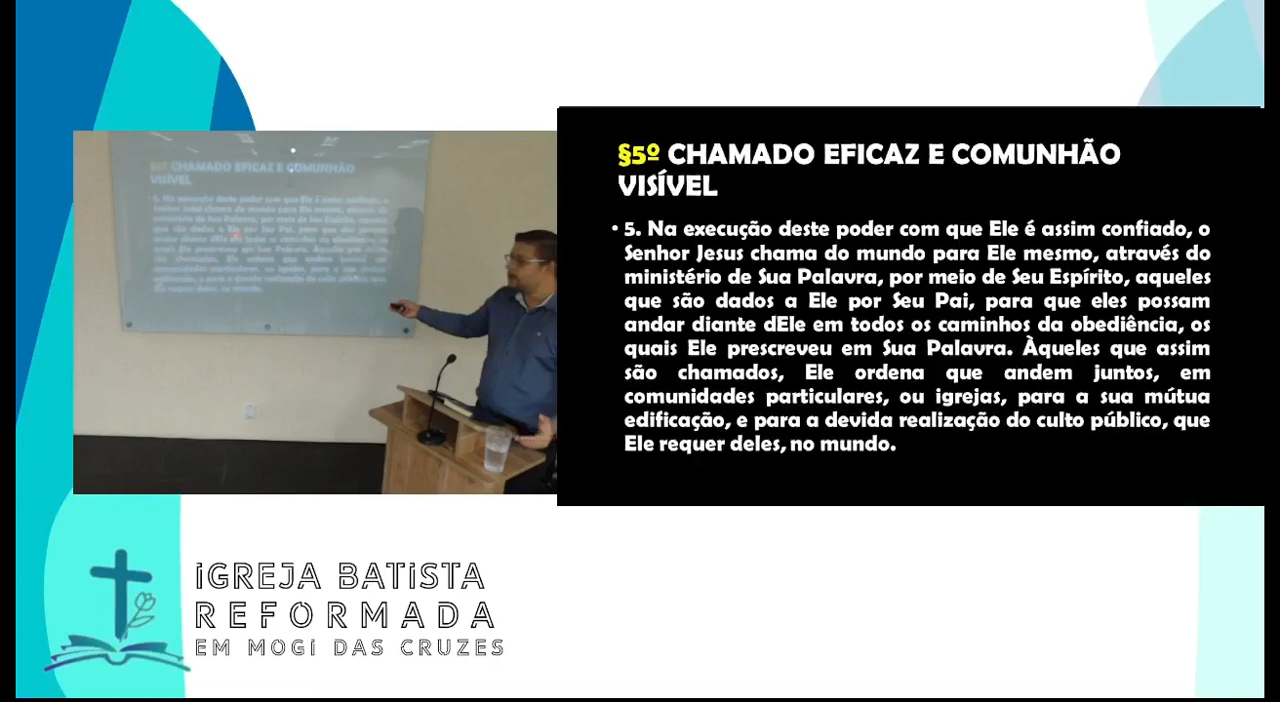 §5º CHAMADO EFICAZ E COMUNHÃO
VISÍVEL
§5º CHAMADO EFICAZ E COMUNHÃO
VISÍVEL
• 5. Na execução deste poder com que Ele é assim confiado, o
Senhor Jesus chama do mundo para Ele mesmo, através do
ministério de Sua Palavra, por meio de Seu Espírito, aqueles
que são dados a Ele por Seu Pai, para que eles possam
andar diante dEle em todos os caminhos da obediência, os
quais Ele prescreveu em Sua Palavra. Àqueles que assim
são chamados, Ele ordena que andem juntos, em
comunidades particulares, ou igrejas, para a sua mútua
edificação, e para a devida realização do culto público, que
Ele requer deles, no mundo.
IGREJA BATISTA
REFORMADA
EM MOGI DAS CRUZES